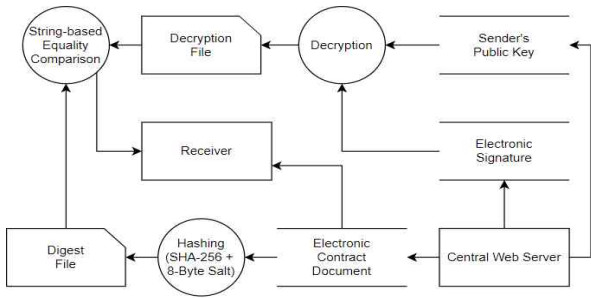 String-based
Equality
Comparison
Decryption
File
Decryption
Sender's
Public Key
Receiver
Electronic
Signature
Digest
File
Hashing
(SHA-256 +
8-Byte Salt)
Electronic
Contract
Document
Central Web Server